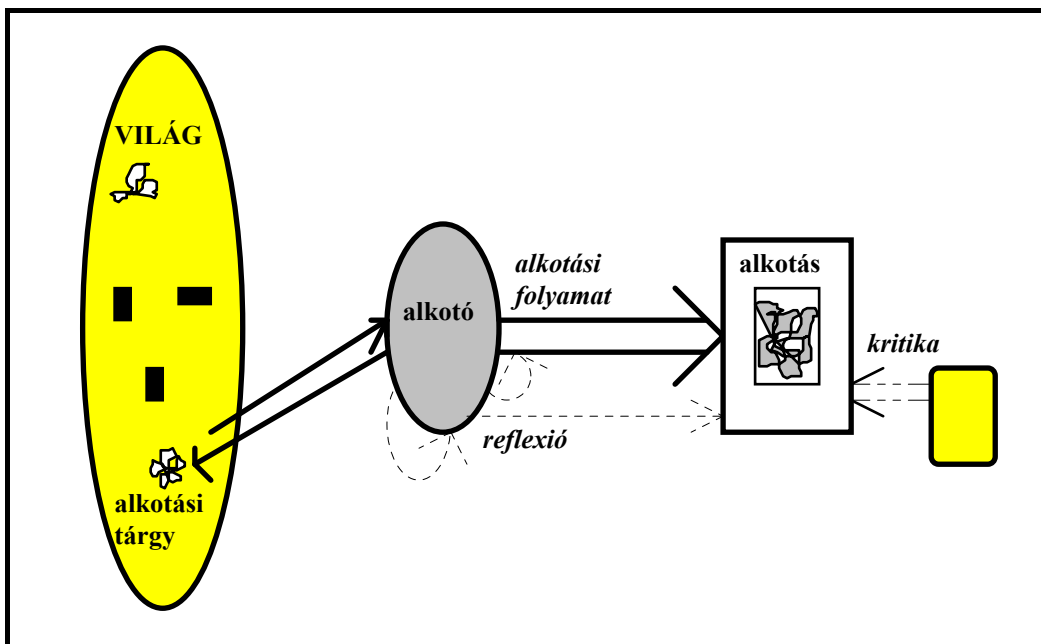 VILÁG
alkotási
tárgy
alkotó
alkotási
folyamat
reflexió
alkotás
kritika